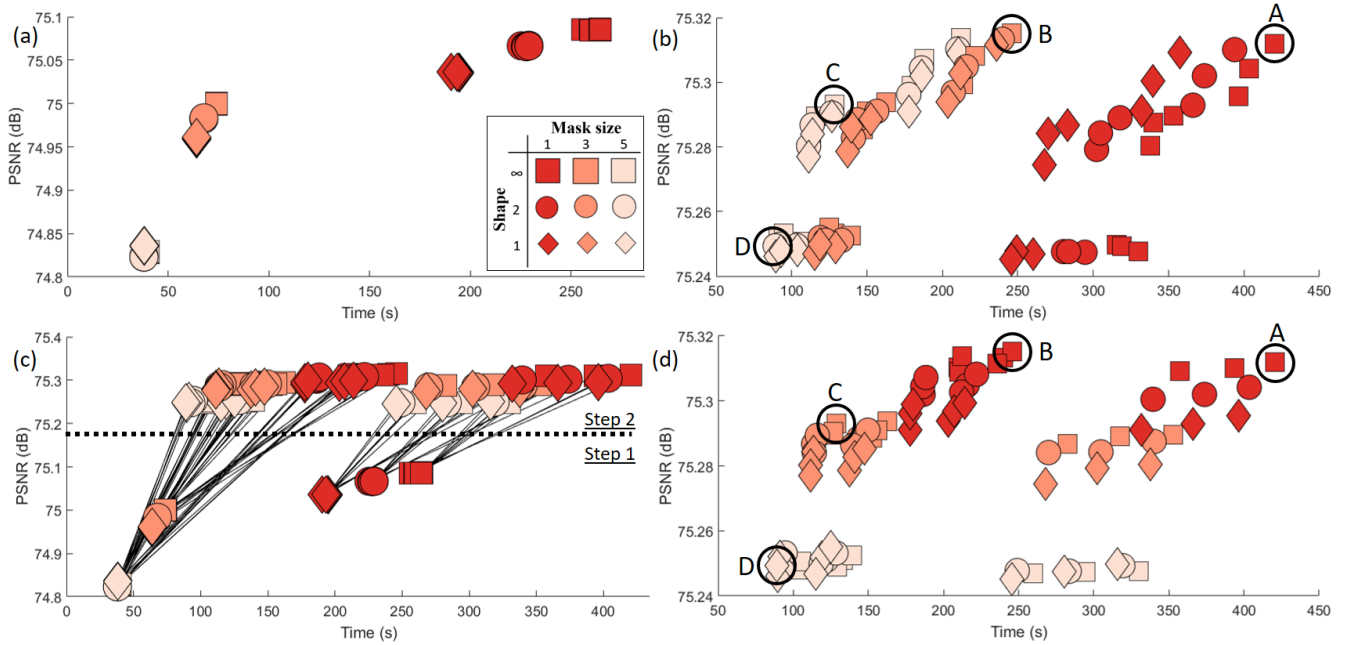 (a)
75.1
75.05
75
74.95
74.9
74.85
74.8
PSNR (dB)
0 50 100 150 200 250
Time (s)
Mask size
1 3 5
Shape
∞
2
1
(b)
75.32
75.3
75.28
75.26
75.24
PSNR (dB)
50 100 150 200 250 300 350 400 450
Time (s)
A
B
C
D
(c)
75.4
75.3
75.2
75.1
75
74.9
74.8
PSNR (dB)
0 50 100 150 200 250 300 350 400
Time (s)
Step 2
Step 1
(d)
75.32
75.3
75.28
75.26
75.24
PSNR (dB)
100 150 200 250 300 350 400 450
Time (s)
A
B
C
D